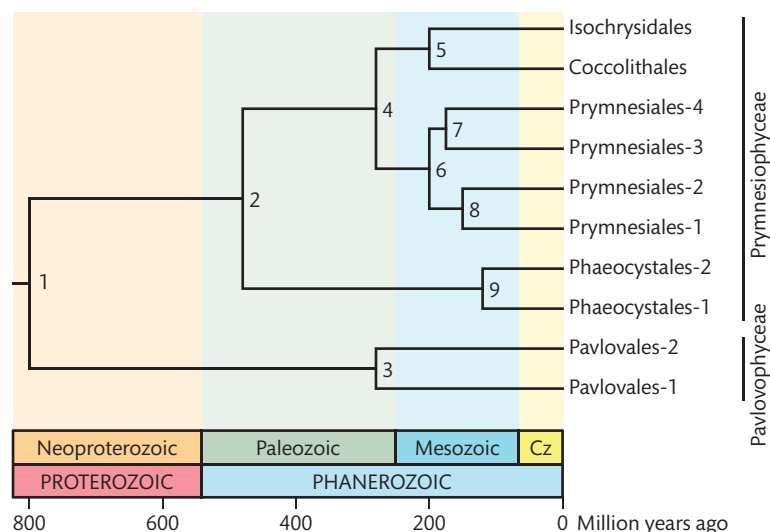 Isochrysidales
5
Coccolithales
4
Prymnesiales-4
7
Prymnesiales-3
6
2
Prymnesiales-2
8
Prymnesiales-1
Phaeocystales-2
1
9
Phaeocystales-1
Pavlovales-2
3
Pavlovales-1
Prymnesiophyceae
Pavlovophyceae
Neoproterozoic Paleozoic Mesozoic Cz
PROTEROZOIC PHANEROZOIC
800 600 400 200 0 Million years ago